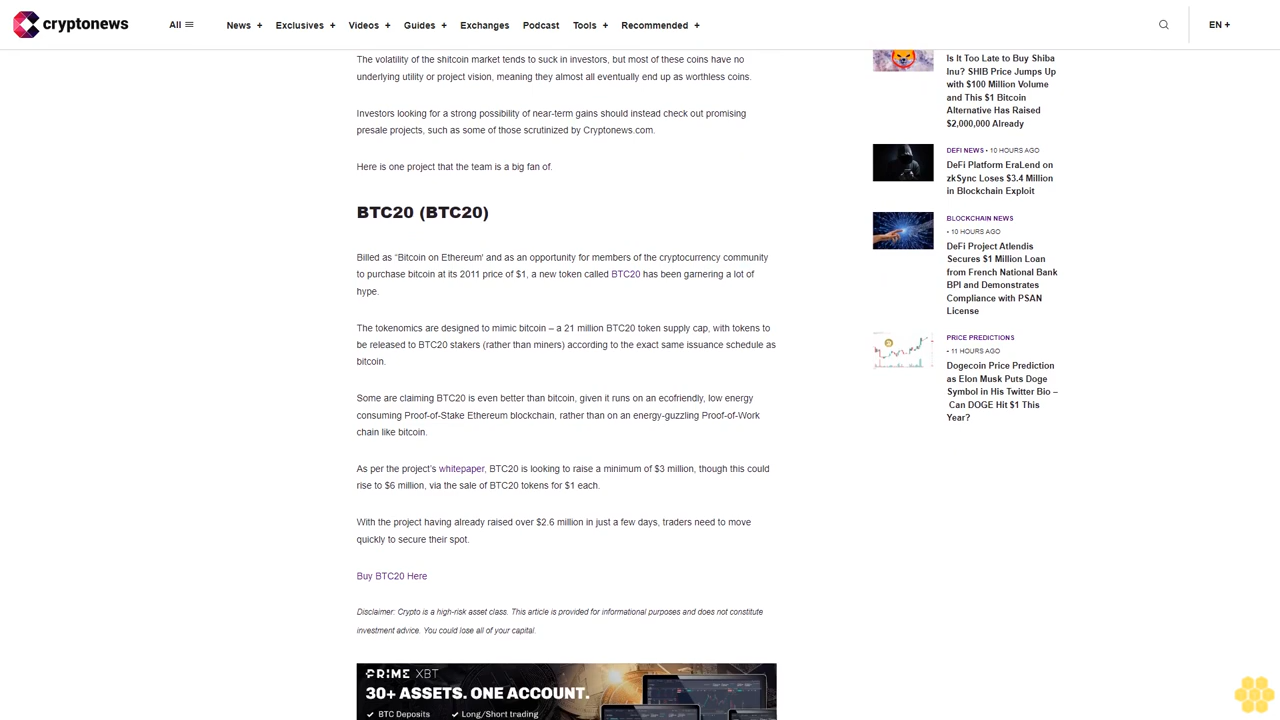 cryptonews
All
News +
Exclusives +
Videos +
Guides +
Exchanges
Podcast
Tools +
Recommended +
EN +
The volatility of the shitcoin market tends to suck in investors, but most of these coins have no
underlying utility or project vision, meaning they almost all eventually end up as worthless coins.
Investors looking for a strong possibility of near-term gains should instead check out promising
presale projects, such as some of those scrutinized by Cryptonews.com.
Here is one project that the team is a big fan of.
BTC20 (BTC20)
Billed as “Bitcoin on Ethereum’ and as an opportunity for members of the cryptocurrency community
to purchase bitcoin at its 2011 price of $1, a new token called BTC20 has been garnering a lot of
hype.
The tokenomics are designed to mimic bitcoin – a 21 million BTC20 token supply cap, with tokens to
be released to BTC20 stakers (rather than miners) according to the exact same issuance schedule as
bitcoin.
Some are claiming BTC20 is even better than bitcoin, given it runs on an ecofriendly, low energy
consuming Proof-of-Stake Ethereum blockchain, rather than on an energy-guzzling Proof-of-Work
chain like bitcoin.
As per the project’s whitepaper, BTC20 is looking to raise a minimum of $3 million, though this could
rise to $6 million, via the sale of BTC20 tokens for $1 each.
With the project having already raised over $2.6 million in just a few days, traders need to move
quickly to secure their spot.
Buy BTC20 Here
Disclaimer: Crypto is a high-risk asset class. This article is provided for informational purposes and does not constitute
investment advice. You could lose all of your capital.
PRIME XBT
30+ ASSETS. ONE ACCOUNT.
BTC Deposits
Long/Short trading
Is It Too Late to Buy Shiba
Inu? SHIB Price Jumps Up
with $100 Million Volume
and This $1 Bitcoin
Alternative Has Raised
$2,000,000 Already
DEFI NEWS • 10 HOURS AGO
DeFi Platform EraLend on
zkSync Loses $3.4 Million
in Blockchain Exploit
BLOCKCHAIN NEWS
• 10 HOURS AGO
DeFi Project Atlendis
Secures $1 Million Loan
from French National Bank
BPI and Demonstrates
Compliance with PSAN
License
PRICE PREDICTIONS
• 11 HOURS AGO
Dogecoin Price Prediction
as Elon Musk Puts Doge
Symbol in His Twitter Bio –
Can DOGE Hit $1 This
Year?